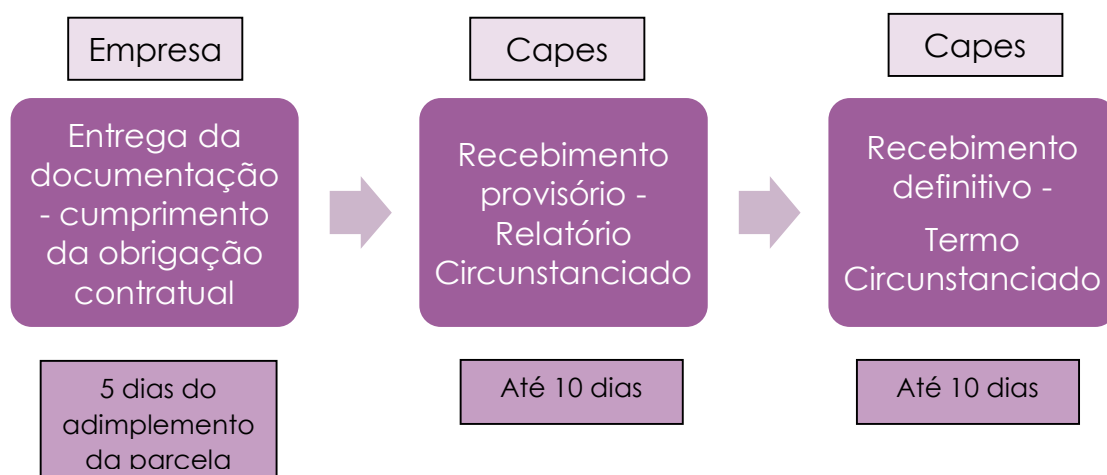 Empresa
Capes
Capes
Entrega da
documentação
- cumprimento
da obrigação
contratual
Recebimento
provisório -
Relatório
Circunstanciado
Recebimento
definitivo -
Termo
Circunstanciado
5 dias do
adimplemento
da parcela
Até 10 dias
Até 10 dias